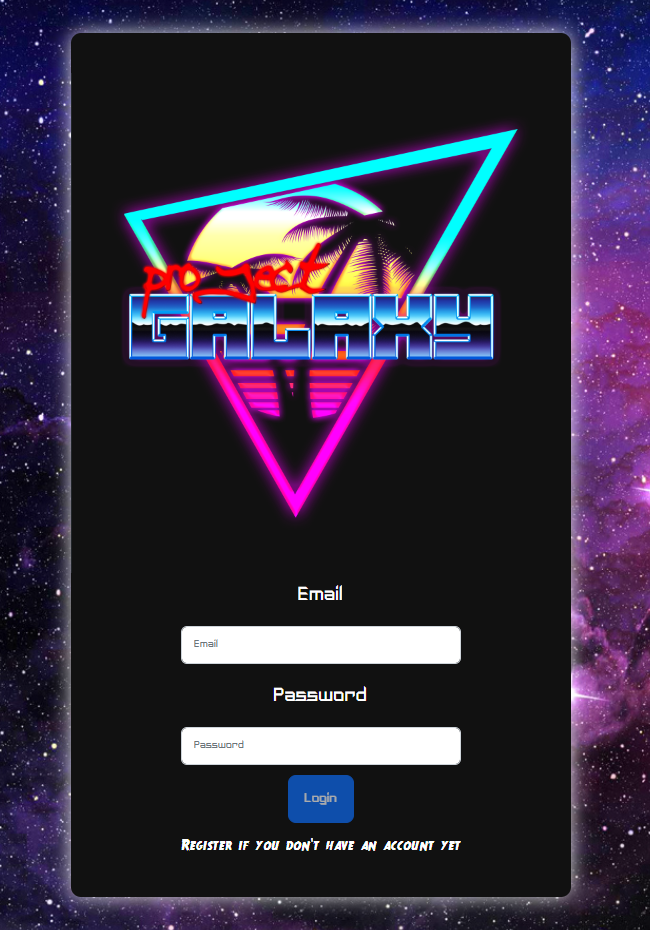 project
GALAXY
Email
Email
Password
Password
Login
Register if you don't have an account yet